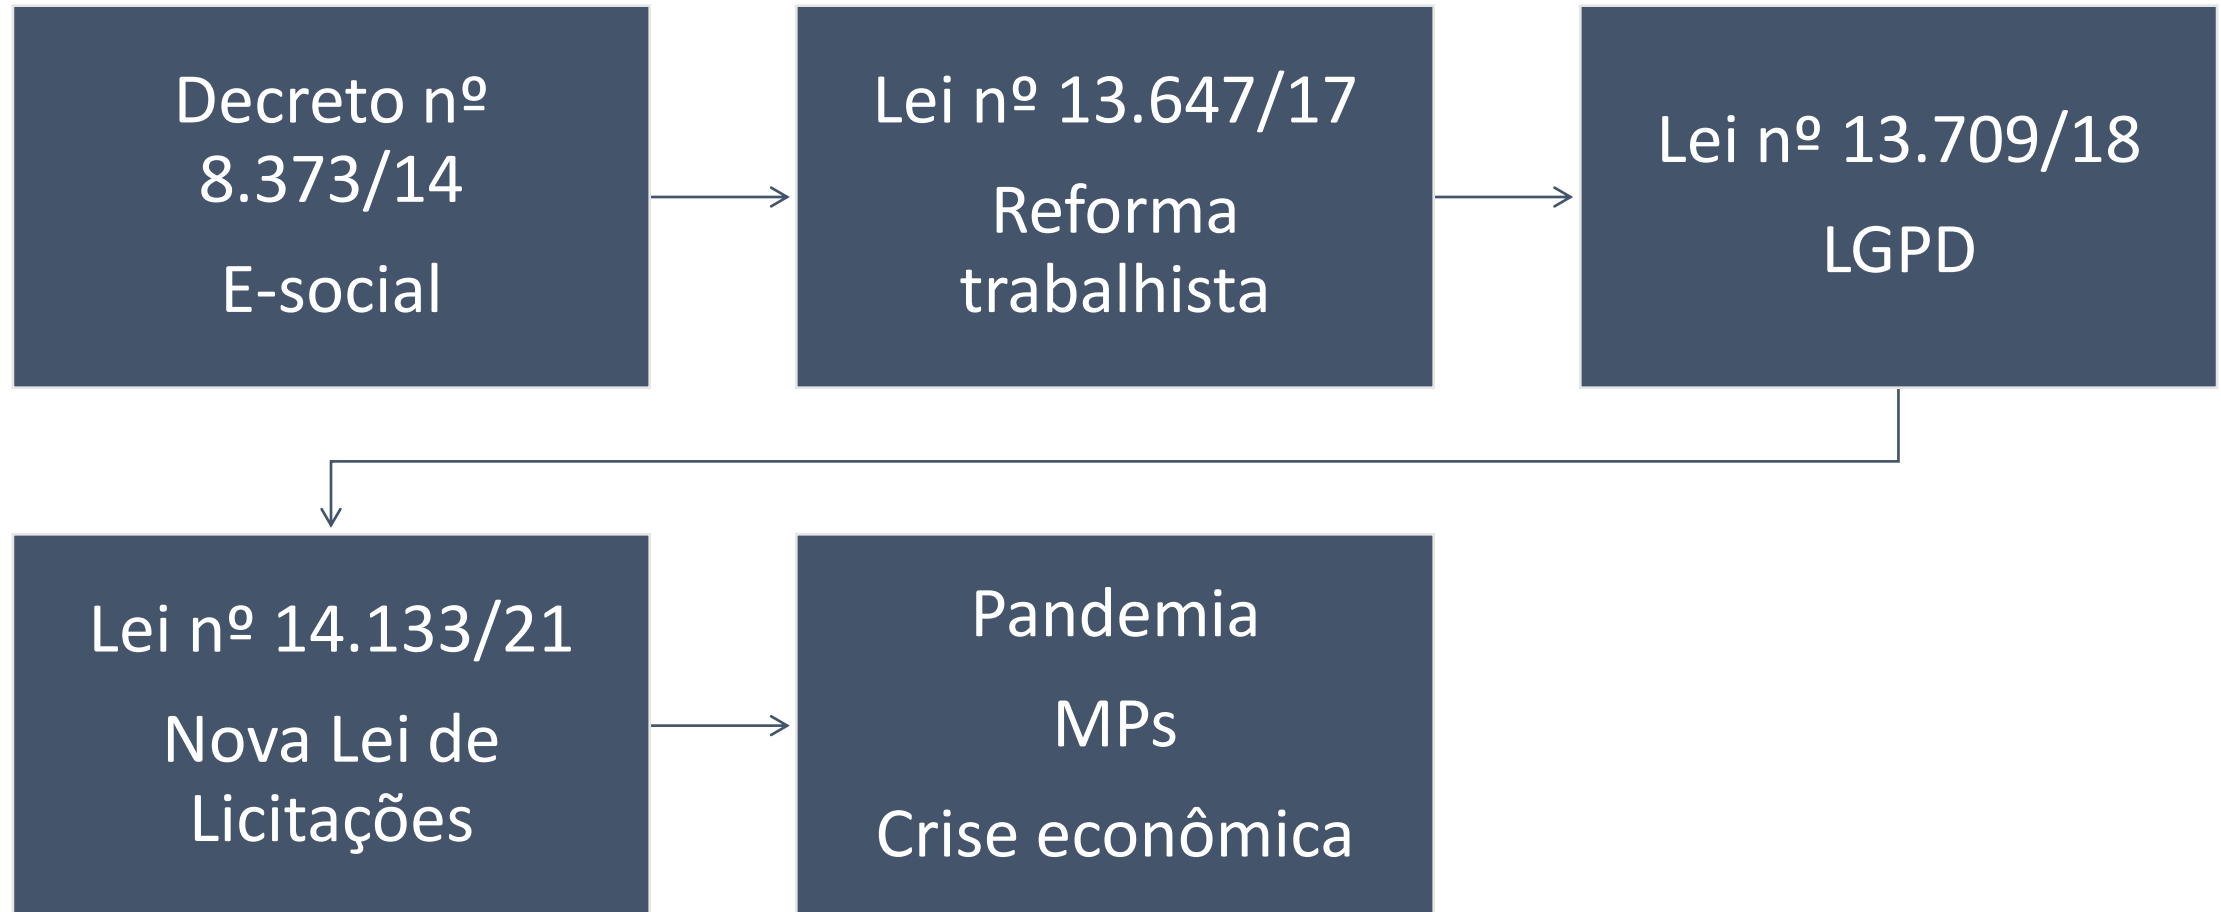 Decreto nº
8.373/14
E-social
Lei nº 13.647/17
Reforma
trabalhista
Lei nº 13.709/18
LGPD
Lei nº 14.133/21
Nova Lei de
Licitações
Pandemia
MPs
Crise econômica